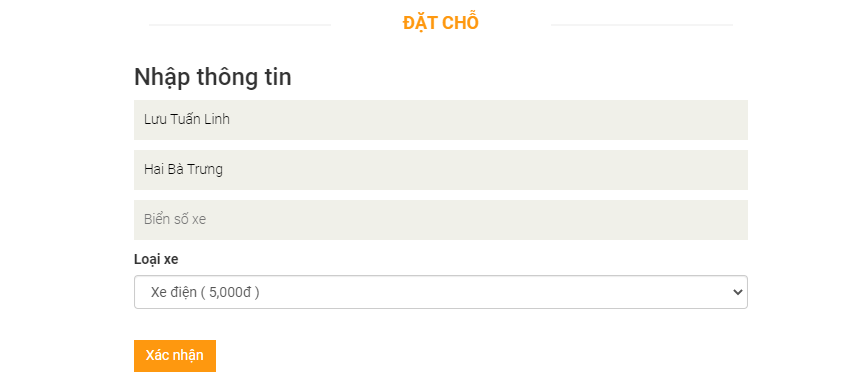 ĐẶT CHỖ
Nhập thông tin
Lưu Tuấn Linh
Hai Bà Trưng
Biển số xe
Loại xe
Xe điện ( 5,000đ )
Xác nhận